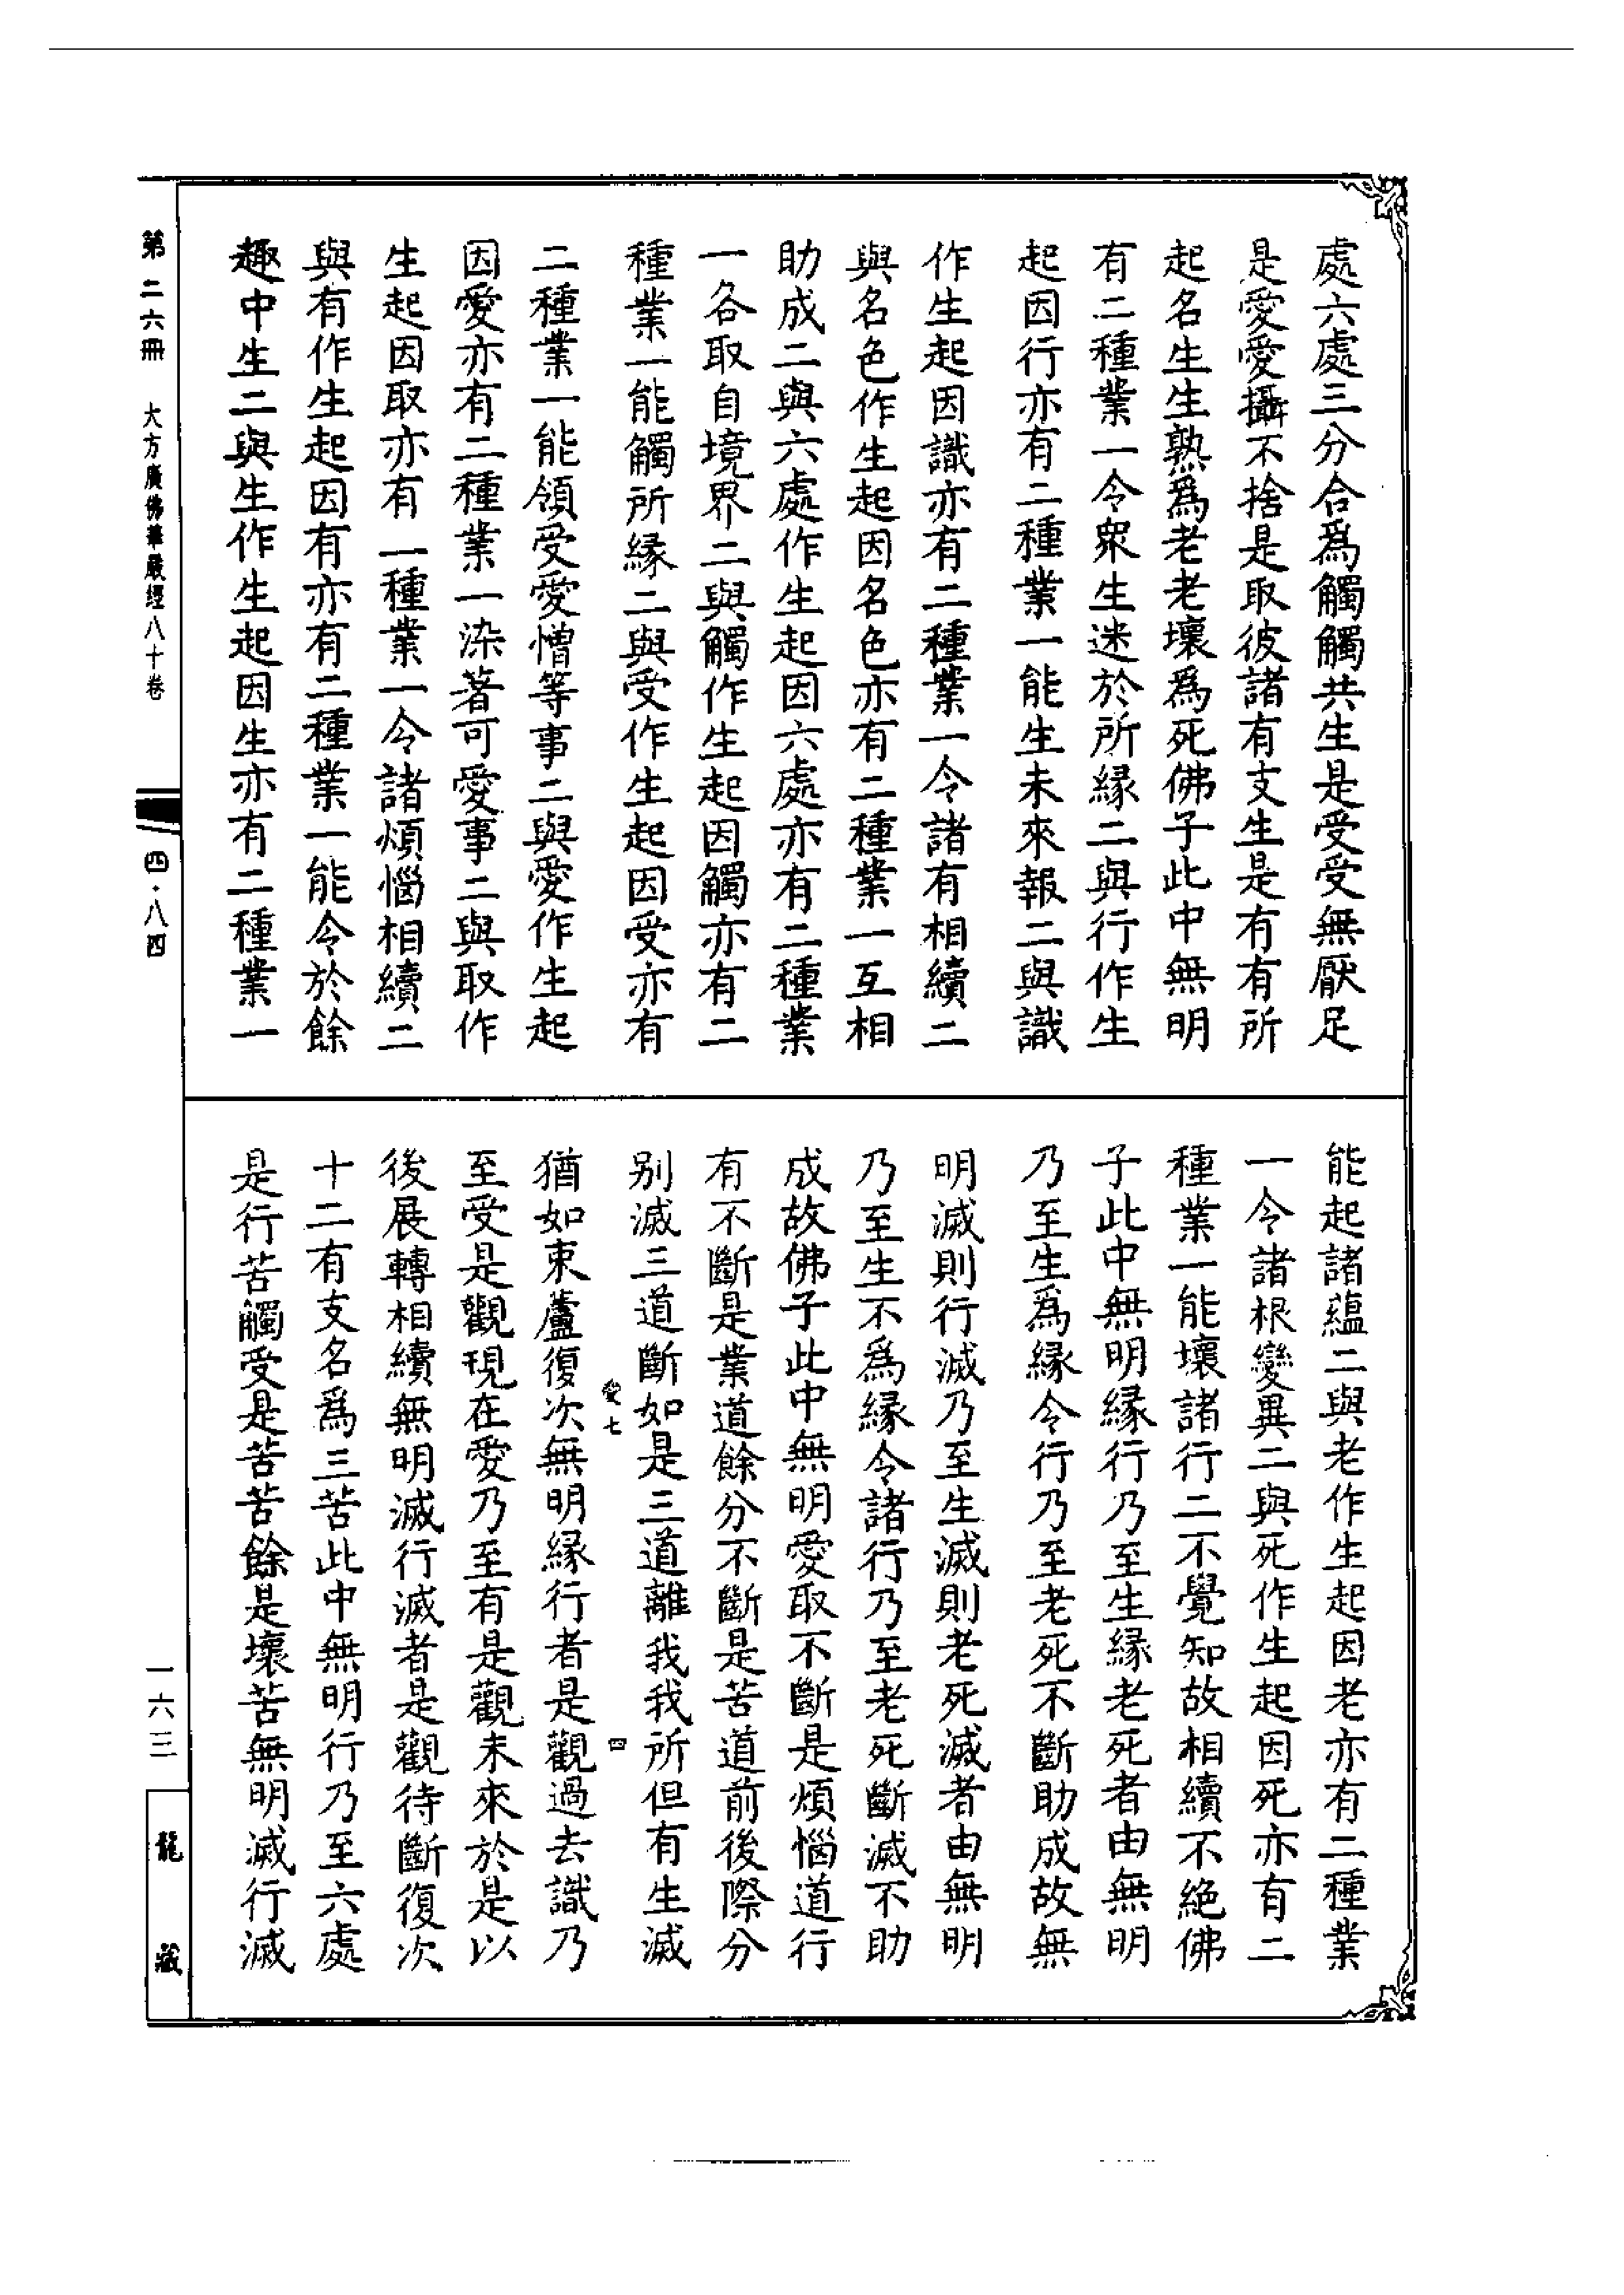 處六處三分合爲觸觸共生是受受無厭足
是愛愛攝不捨是取彼諸有支生是有有所
起名生生熟爲老老壞爲死佛子此中無明
有二種業一令衆生迷於所緣二與行作生
起因行亦有二種業一能生未來報二與識
作生起因識亦有二種業一令諸有相續二
與名色作生起因名色亦有二種業一互相
助成二與六處作生起因六處亦有二種業
一各取自境界二與觸作生起因觸亦有二
種業一能觸所緣二與受作生起因受亦有
二種業一能領受愛憎等事二與愛作生起
因愛亦有二種業一染著可愛事二與取作
生起因取亦有二種業一令諸煩惱相續二
與有作生起因有亦有二種業一能令於餘
趣中生二與生作生起因生亦有二種業一
能起諸蘊二與老作生起因老亦有二種業
一令諸根變異二與死作生起因死亦有二
種業一能壞諸行二不覺知故相續不絕佛
子此中無明緣行乃至生緣老死者由無明
乃至生爲緣令行乃至老死不斷助成故無
明滅則行滅乃至生滅則老死滅者由無明
乃至生不爲緣令諸行乃至老死斷滅不助
成故佛子此中無明愛取不斷是煩惱道行
有不斷是業道餘分不斷是苦道前後際分
别滅三道斷如是三道離我我所但有生滅
愛七 四
猶如束蘆復次無明緣行者是觀過去識乃
至受是觀現在愛乃至有是觀未來於是以
後展轉相續無明滅行滅者是觀待斷復次
十二有支名爲三苦此中無明行乃至六處
是行苦觸受是苦苦餘是壞苦無明滅行滅
第二六冊 大方廣佛華嚴經八十卷 四·八四
一六三
龍藏